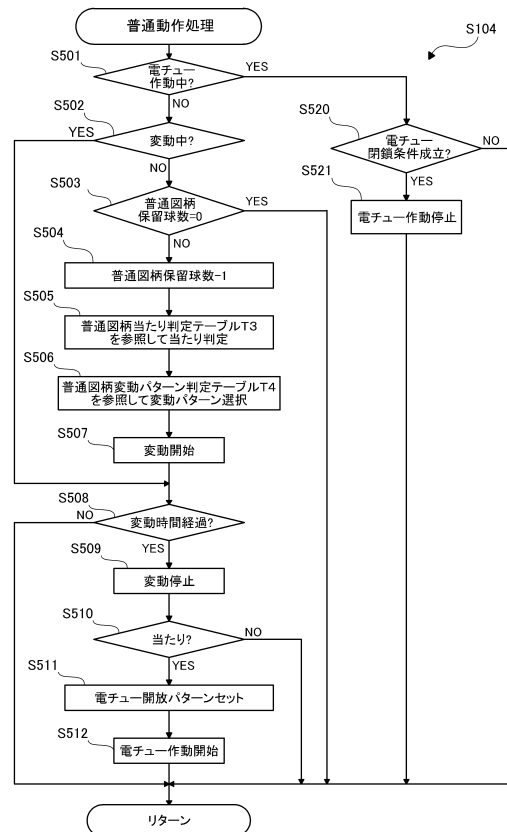 普通動作処理
S104
S501
電チュー
作動中?
YES
NO
S502
変動中?
YES
NO
S520
電チュー
閉鎖条件成立?
NO
YES
S521
電チュー作動停止
S503
普通図柄
保留球数=0
YES
NO
S504
普通図柄保留球数-1
S505
普通図柄当たり判定テーブルT3
を参照して当たり判定
S506
普通図柄変動パターン判定テーブルT4
を参照して変動パターン選択
S507
変動開始
S508
変動時間経過?
NO
YES
S509
変動停止
S510
当たり?
NO
YES
S511
電チュー開放パターンセット
S512
電チュー作動開始
リターン